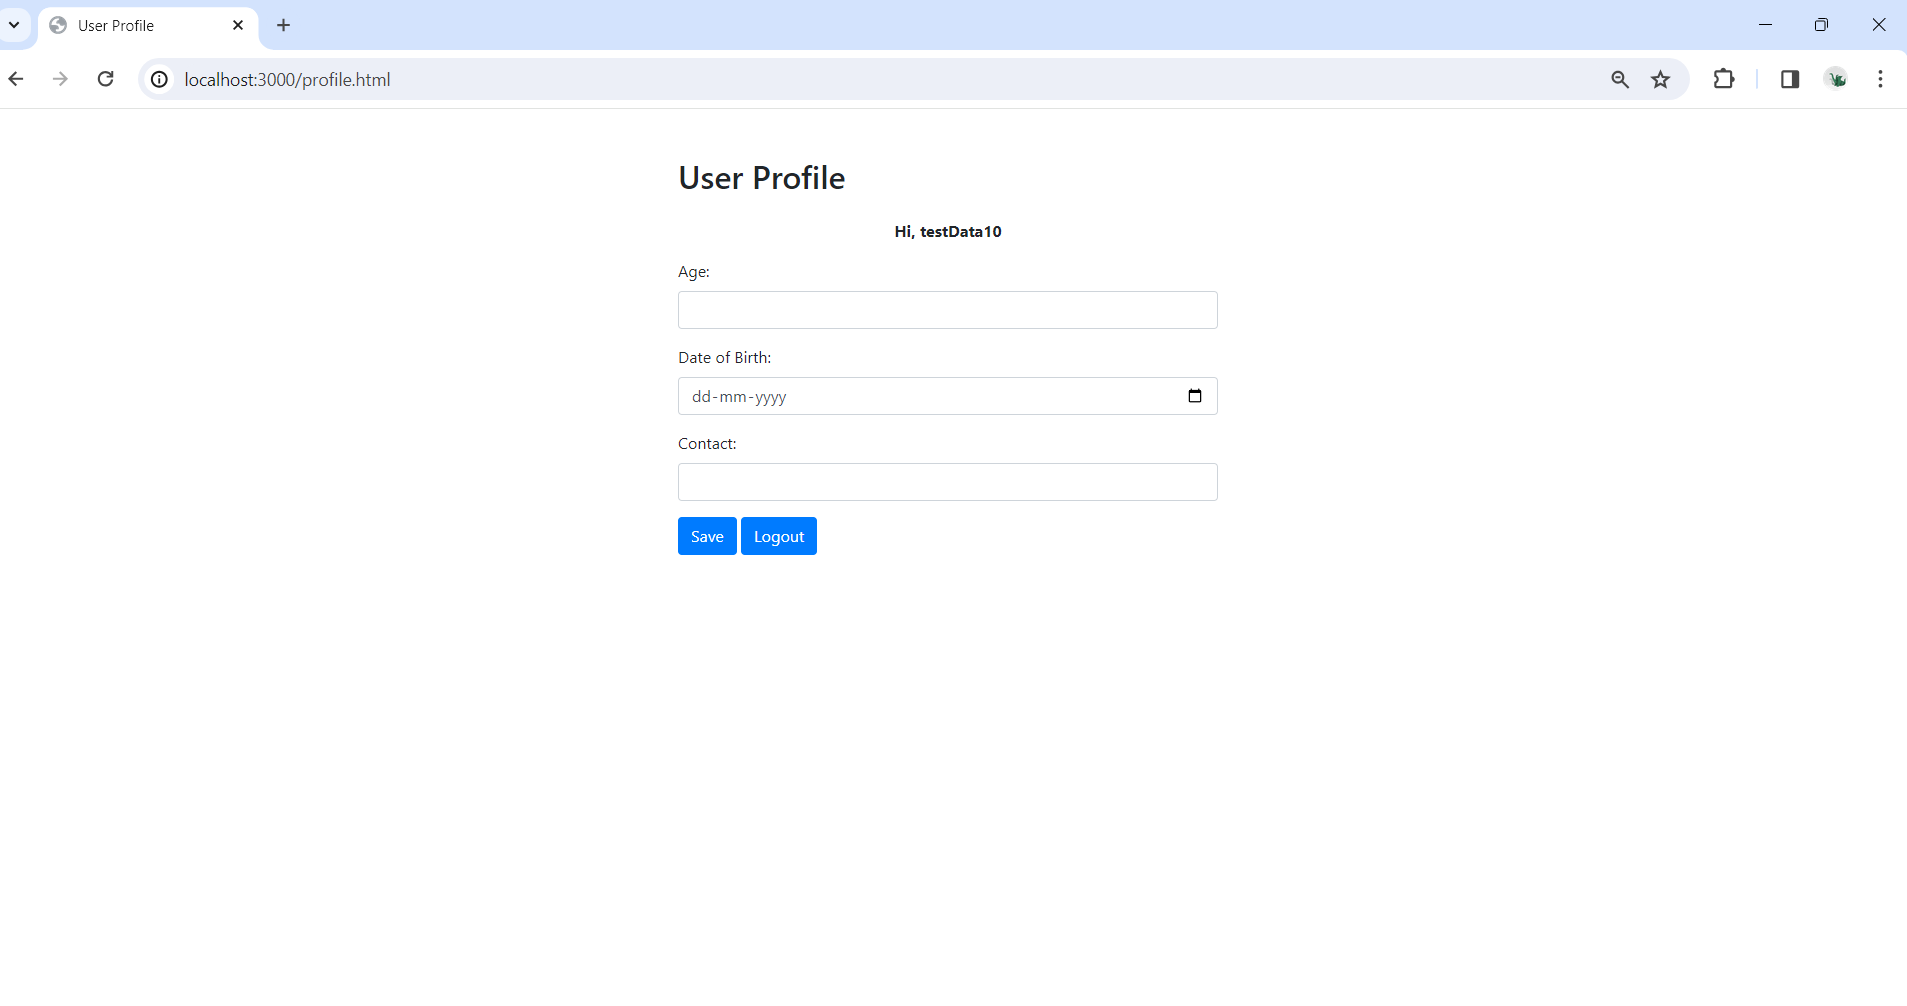 User Profile
localhost:3000/profile.html
User Profile
Hi, testData10
Age:
Date of Birth:
dd-mm-yyyy
Contact:
Save Logout